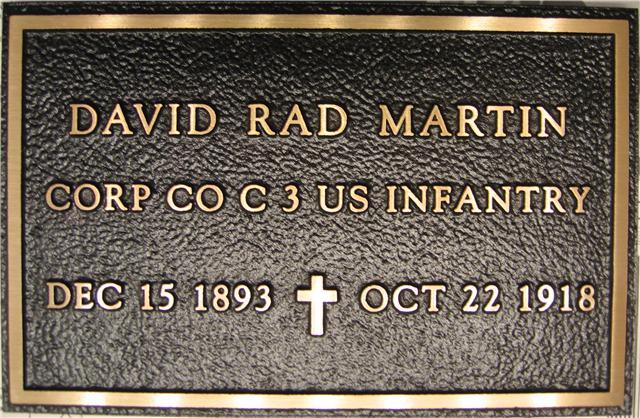 DAVID RAD MARTIN
CORP CO C 3 US INFANTRY
DEC 15 1893 OCT 22 1918